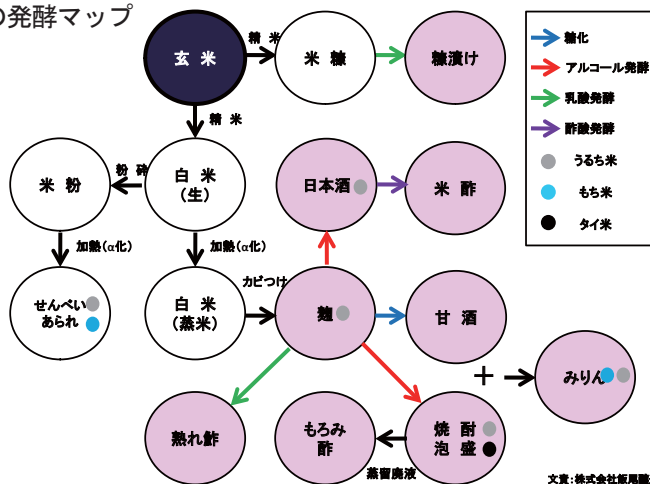 の発酵マップ
玄 米
精 米
米 糠
糠漬け
精 米
米 粉
粉 砕
白 米
(生)
日本酒
米 酢
加熱(α化)
加熱(α化)
せんべい
あられ
白 米
(蒸米)
カビつけ
麹
甘 酒
+
みりん
熟れ鮓
もろみ
酢
焼 酎
泡 盛
蒸留廃液
糖化
アルコール発酵
乳酸発酵
酢酸発酵
うるち米
もち米
タイ米
文責:株式会社飯尾醸